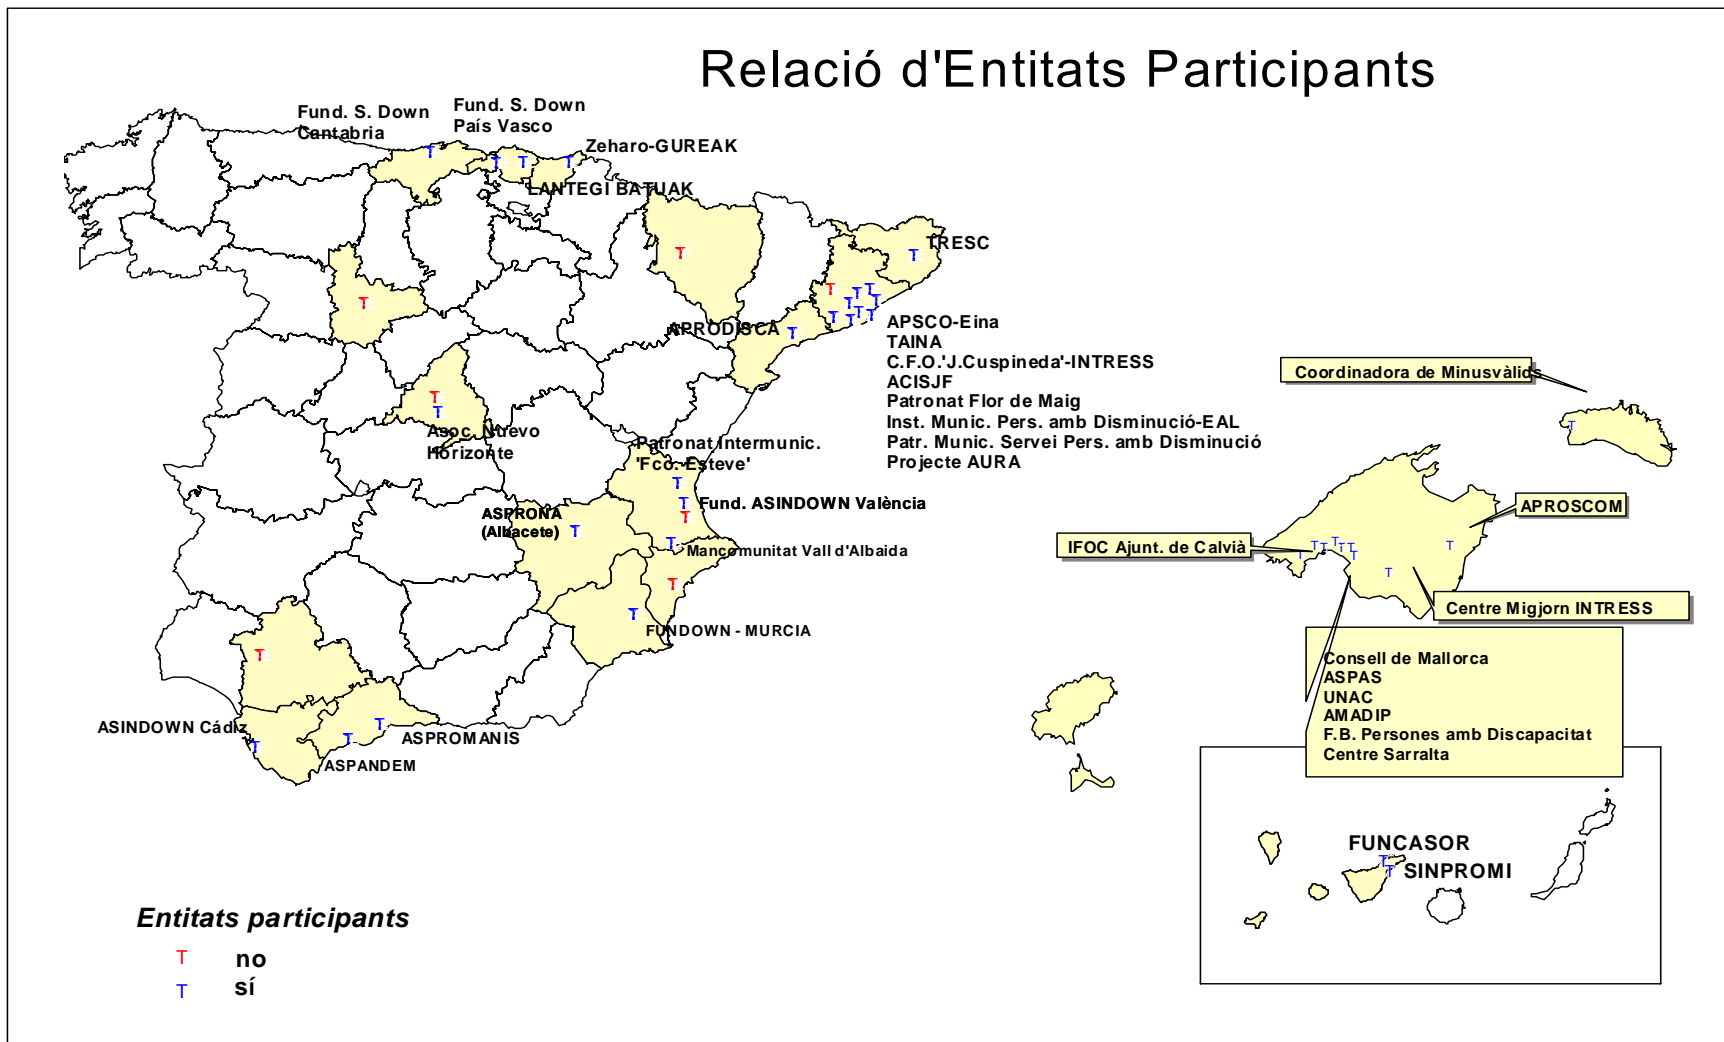 Relació d'Entitats Participants
Fund. S. Down
Cantabria
Fund. S. Down
País Vasco
Zeharo-GUREAK
LANTEGI BATUAK
TRESC
APRODISCA
APSCO-Eina
TAINA
C.F.O.'J.Cuspineda'-INTRESS
ACISJF
Patronat Flor de Maig
Inst. Munic. Pers. amb Disminució-EAL
Patr. Munic. Servei Pers. amb Disminució
Projecte AURA
Coordinadora de Minusvàlids
Asoc. Nuevo
Horizonte
Patronat Intermunic.
'Fco. Esteve'
Fund. ASINDOWN València
ASPRONA
(Albacete)
Mancomunitat Vall d'Albaida
APROSCOM
IFOC Ajunt. de Calvià
Centre Migjorn INTRESS
FUNDOWN - MURCIA
Consell de Mallorca
ASPAS
UNAC
AMADIP
F.B. Persones amb Discapacitat
Centre Sarralta
ASINDOWN Cádiz
ASPROMANIS
ASPANDEM
FUNCASOR
SINPROMI
Entitats participants
T no
T sí